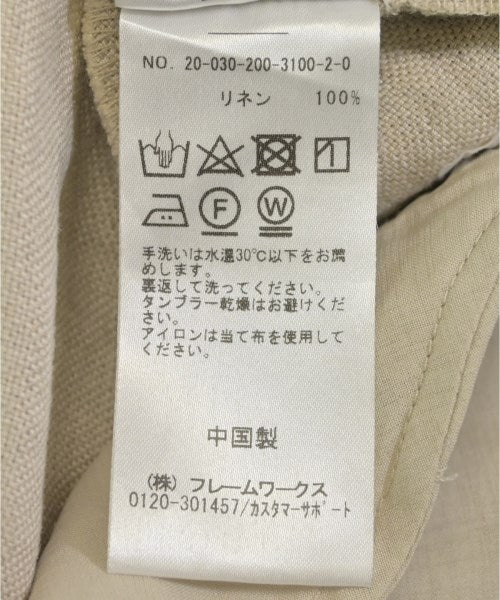 NO. 20-030-200-3100-2-0
リネン 100%
F
W
手洗いは水温30℃以下をお薦
めします。
裏返して洗ってください。
タンブラー乾燥はお避けくだ
さい。
アイロンは当て布を使用して
ください。
中国製
(株) フレームワークス
0120-301457/カスタマーサポート